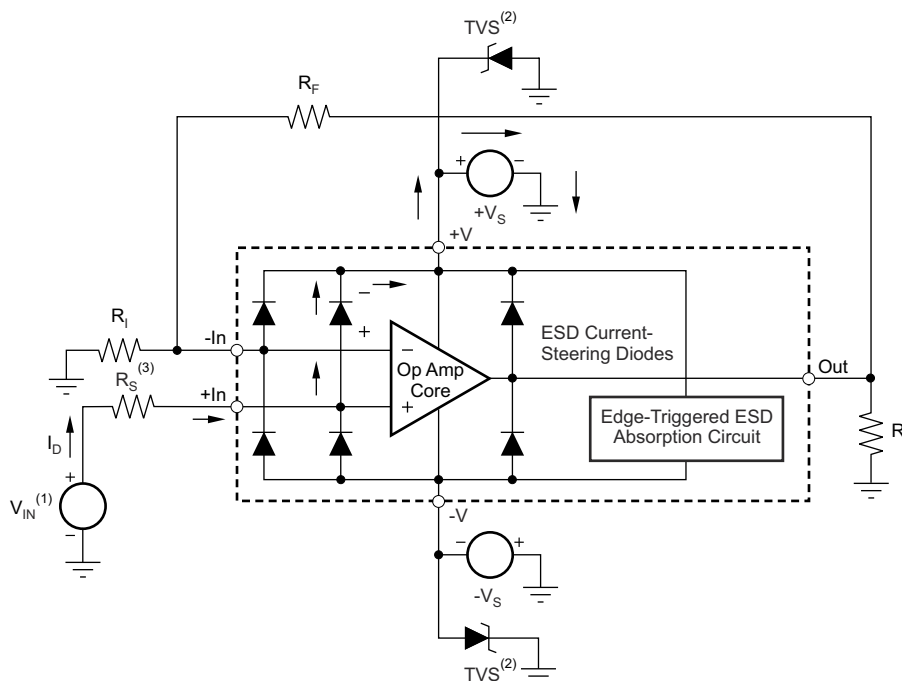 TVS(2)
RF
+ −
+VS
+V
−
+
ESD Current-
Steering Diodes
RI
-In
−
Op Amp
Core
+
Out
RS(3)
+In
Edge-Triggered ESD
Absorption Circuit
R
ID
+
VIN(1)
−
-V
− +
-VS
TVS(2)